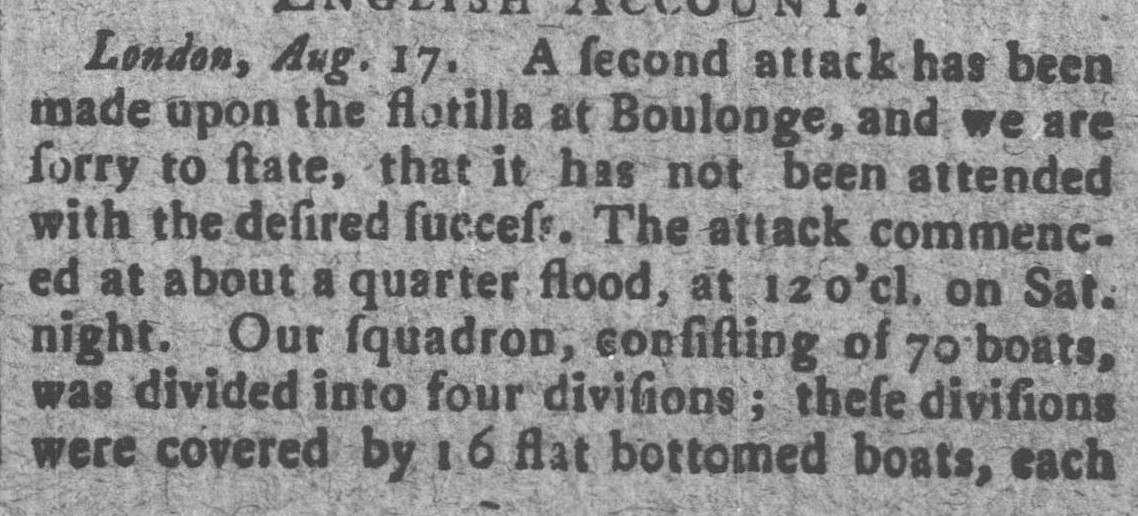 ENGLISH ACCOUNT.
London, Aug. 17. A ſecond attack has been
made upon the flotilla at Boulonge, and we are
ſorry to ſtate, that it has not been attended
with the deſired ſucceſs. The attack commenc-
ed at about a quarter flood, at 12 o'cl. on Sat.
night. Our ſquadron, conſiſting of 70 boats,
was divided into four diviſions; theſe diviſions
were covered by 16 flat bottomed boats, each